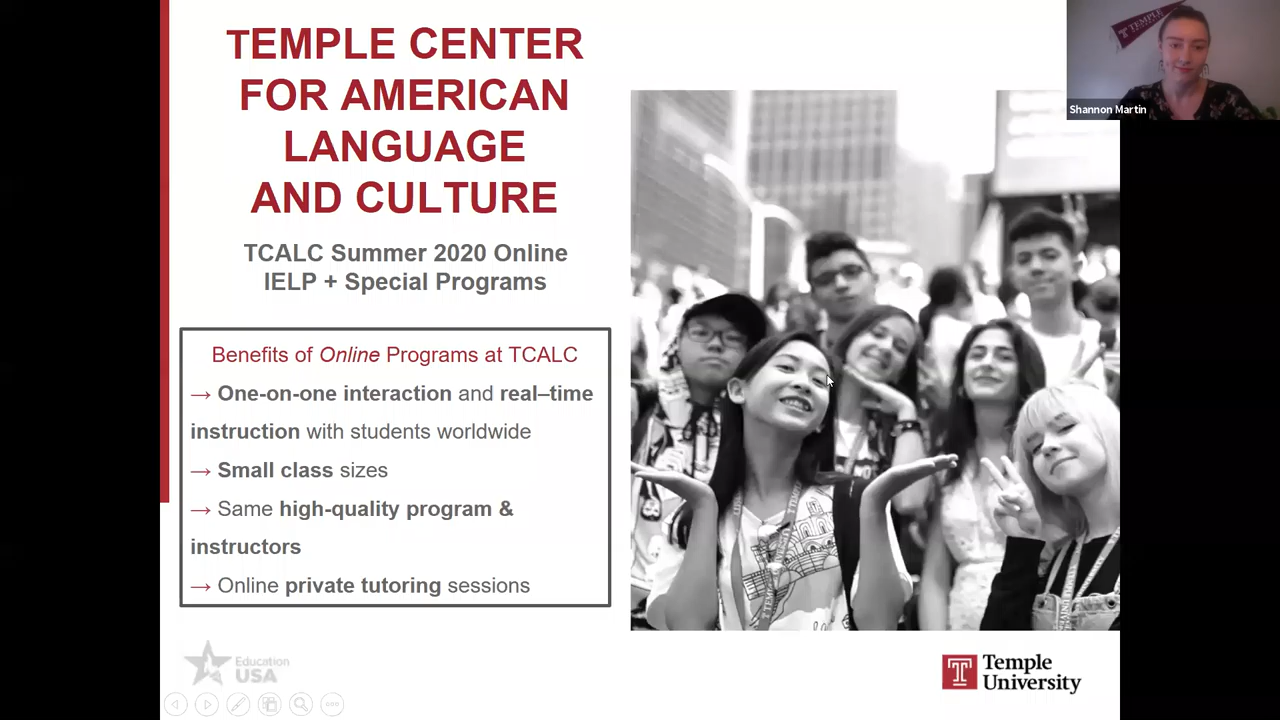 TEMPLE CENTER
FOR AMERICAN
LANGUAGE
AND CULTURE
TCALC Summer 2020 Online
IELP + Special Programs
Benefits of Online Programs at TCALC
→ One-on-one interaction and real–time
instruction with students worldwide
→ Small class sizes
→ Same high-quality program &
instructors
→ Online private tutoring sessions
Education
USA
Temple
University
TEMPLE
Shannon Martin